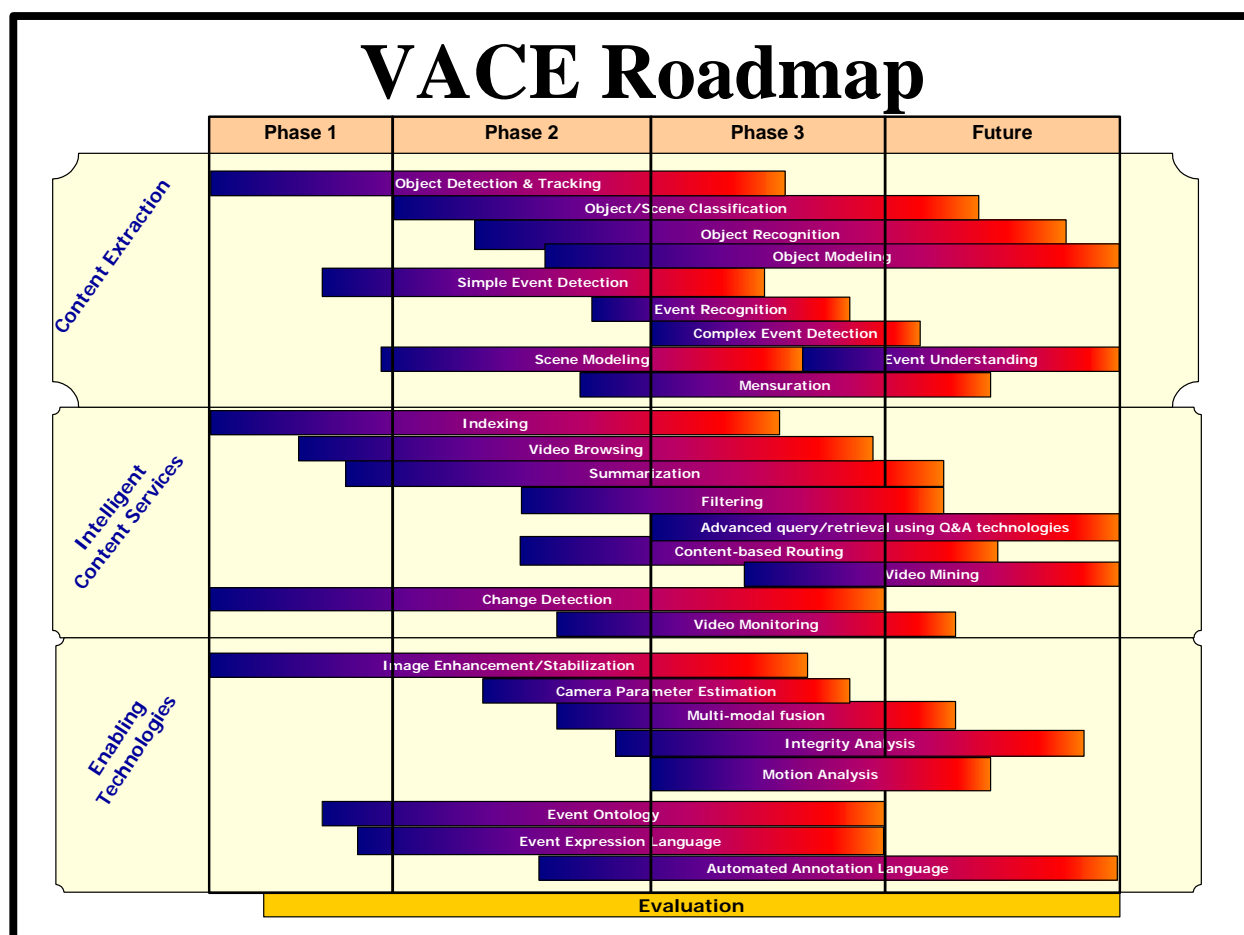 VACE Roadmap
Phase 1 Phase 2 Phase 3 Future
Content Extraction
Object Detection & Tracking
Object/Scene Classification
Object Recognition
Object Modeling
Simple Event Detection
Event Recognition
Complex Event Detection
Scene Modeling Event Understanding
Mensuration
Intelligent
Content Services
Indexing
Video Browsing
Summarization
Filtering
Advanced query/retrieval using Q&A technologies
Content-based Routing
Video Mining
Change Detection
Video Monitoring
Enabling
Technologies
Image Enhancement/Stabilization
Camera Parameter Estimation
Multi-modal fusion
Integrity Analysis
Motion Analysis
Event Ontology
Event Expression Language
Automated Annotation Language
Evaluation